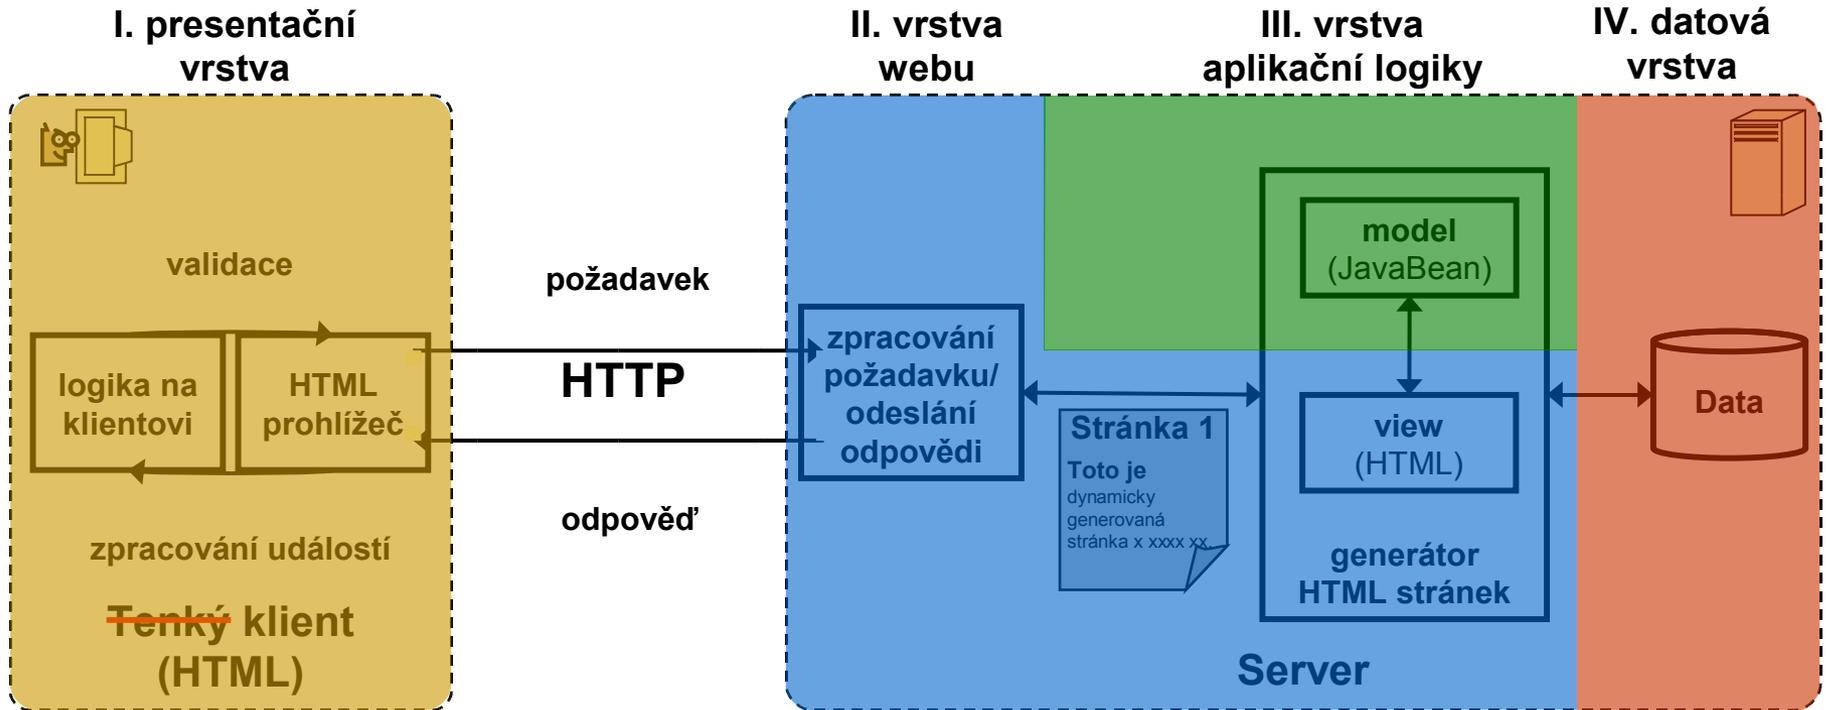 I. presentační
vrstva
II. vrstva
webu
III. vrstva
aplikační logiky
IV. datová
vrstva
validace
logika na
klientovi
HTML
prohlížeč
zpracování událostí
Tenký klient
(HTML)
požadavek
HTTP
odpověď
zpracování
požadavku/
odeslání
odpovědi
Stránka 1
Toto je
dynamicky
generovaná
stránka x xxxx xx.
model
(JavaBean)
view
(HTML)
generátor
HTML stránek
Server
Data